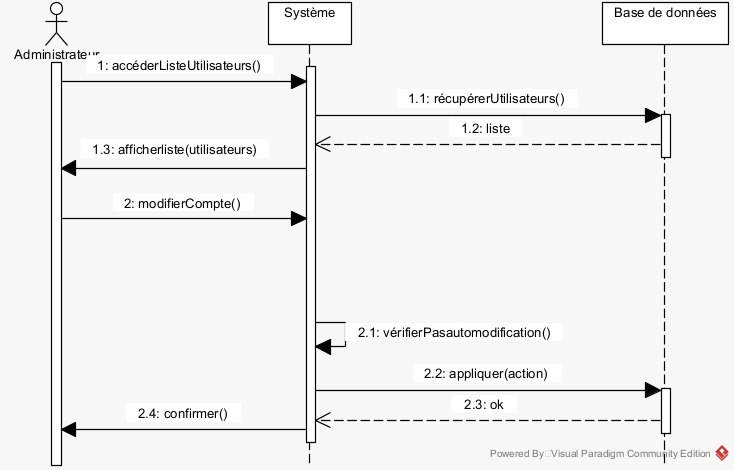 Système
Base de données
Administrateur
1: accéderListeUtilisateurs()
1.1: récupérerUtilisateurs()
1.2: liste
1.3: afficherliste(utilisateurs)
2: modifierCompte()
2.1: vérifierPasautomodification()
2.2: appliquer(action)
2.3: ok
2.4: confirmer()
Powered By Visual Paradigm Community Edition